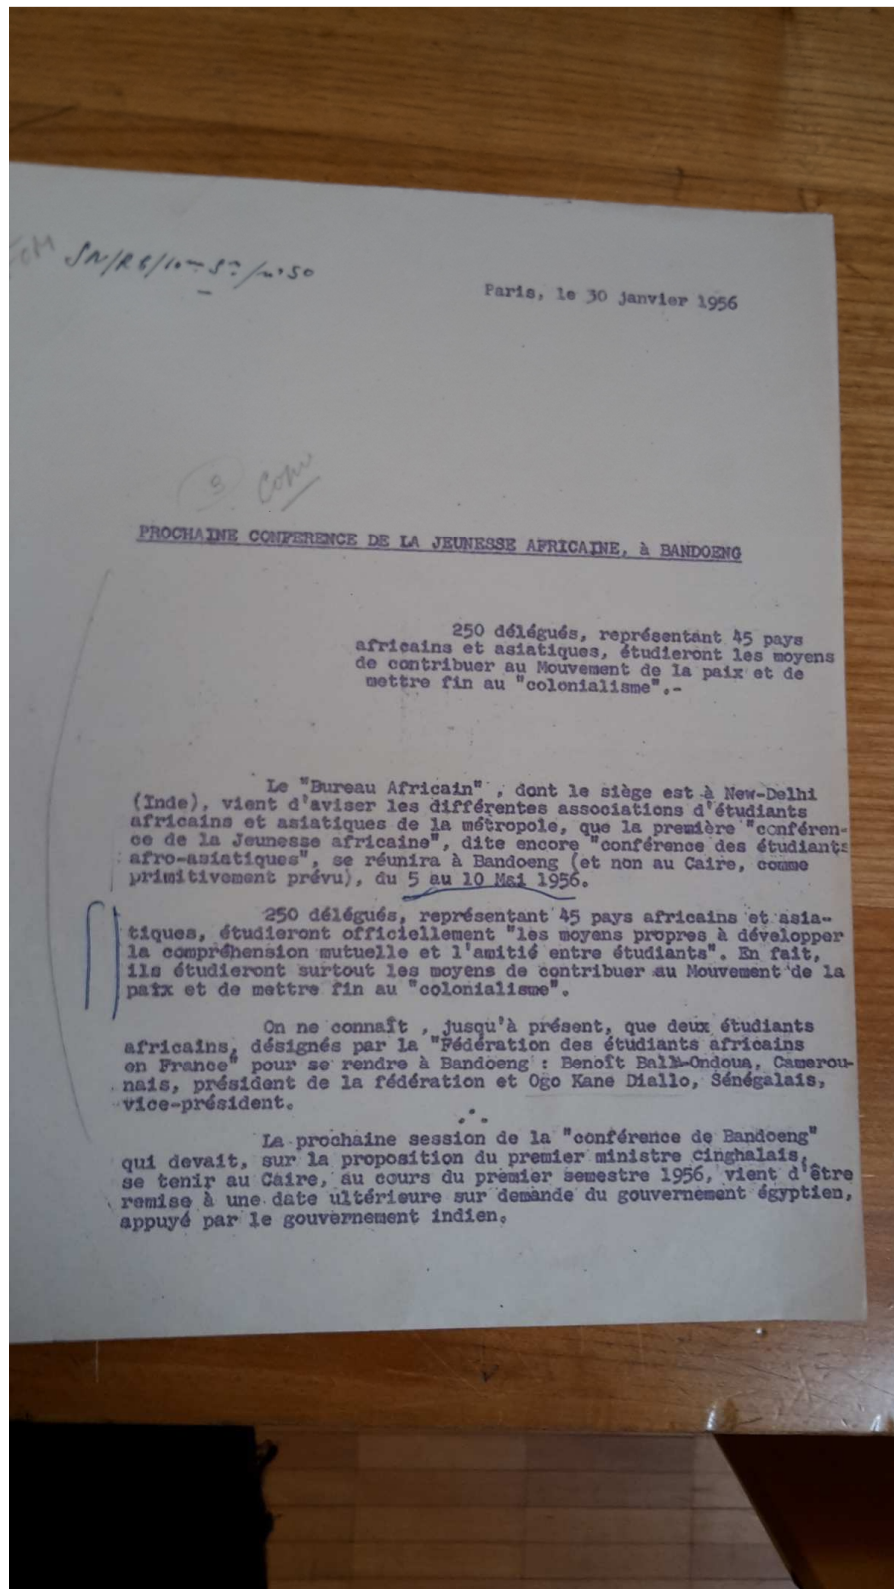 SN/RG/10me Sn/n° 50
Paris, le 30 janvier 1956
3 Copie
PROCHAINE CONFERENCE DE LA JEUNESSE AFRICAINE, à BANDOENG
250 délégués, représentant 45 pays
africains et asiatiques, étudieront les moyens
de contribuer au Mouvement de la paix et de
mettre fin au "colonialisme".-
Le "Bureau Africain" , dont le siège est à New-Delhi
(Inde), vient d'aviser les différentes associations d'étudiants
africains et asiatiques de la métropole, que la première "conféren-
ce de la Jeunesse africaine", dite encore "conférence des étudiants
afro-asiatiques", se réunira à Bandoeng (et non au Caire, comme
primitivement prévu), du 5 au 10 Mai 1956.
250 délégués, représentant 45 pays africains et asia-
tiques, étudieront officiellement "les moyens propres à développer
la compréhension mutuelle et l'amitié entre étudiants". En fait,
ils étudieront surtout les moyens de contribuer au Mouvement de la
paix et de mettre fin au "colonialisme".
On ne connaît , jusqu'à présent, que deux étudiants
africains, désignés par la "Fédération des étudiants africains
en France" pour se rendre à Bandoeng : Benoît Balla-Ondoua, Camerou-
nais, président de la fédération et Ogo Kane Diallo, Sénégalais,
vice-président.
La prochaine session de la "conférence de Bandoeng"
qui devait, sur la proposition du premier ministre cinghalais,
se tenir au Caire, au cours du premier semestre 1956, vient d'être
remise à une date ultérieure sur demande du gouvernement égyptien,
appuyé par le gouvernement indien.